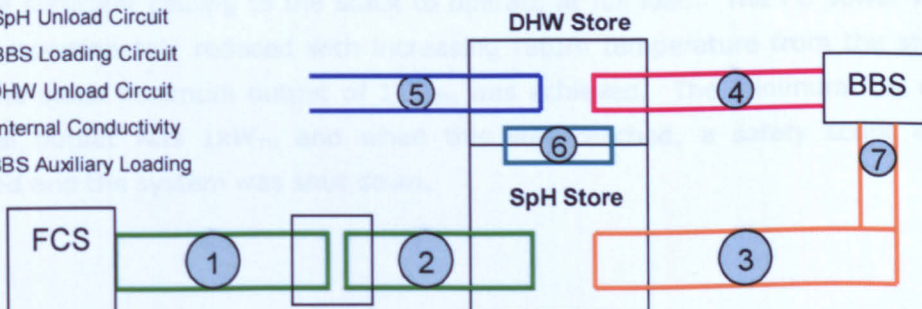 SpH Unload Circuit
BBS Loading Circuit
DHW Unload Circuit
Internal Conductivity
BBS Auxiliary Loading
DHW Store
5
4
BBS
6
7
SpH Store
FCS
1
2
3